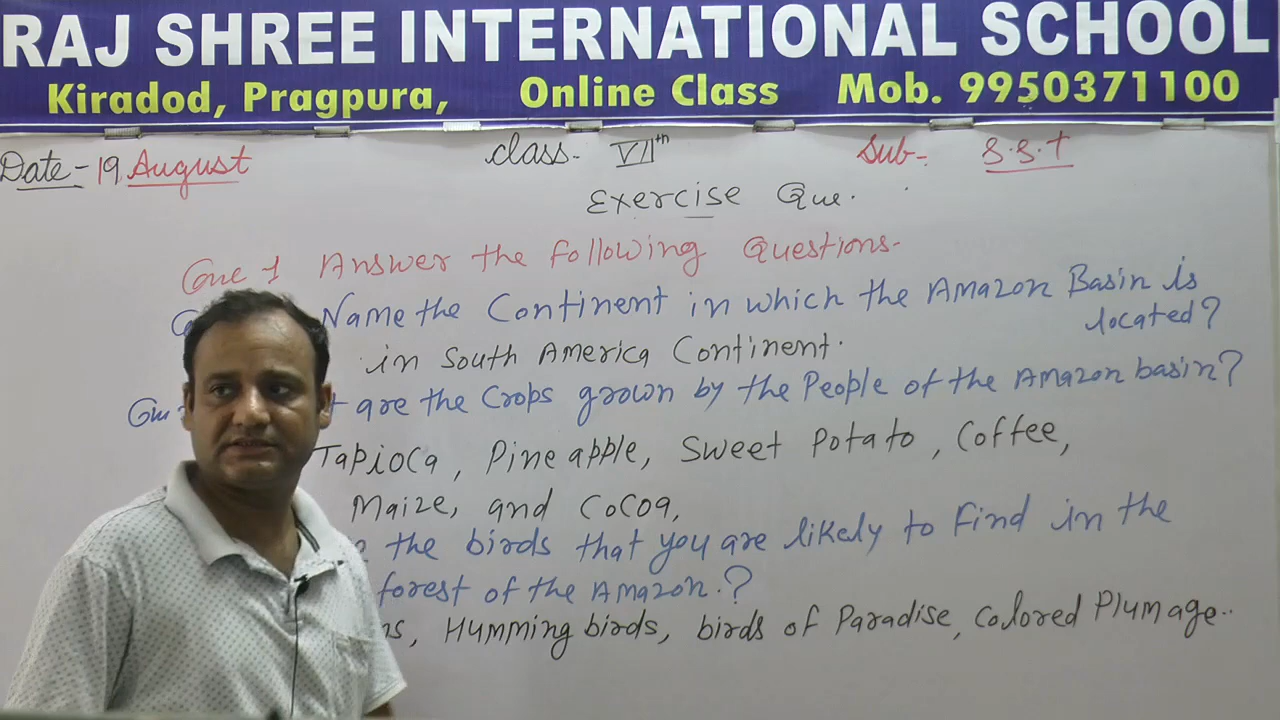 RAJ SHREE INTERNATIONAL SCHOOL
Kiradod, Pragpura, Online Class Mob. 9950371100
Date - 19 August class - VIIth Sub- S.S.t
Exercise Que.
Que 1 Answer the following Questions-
Name the Continent in which the Amazon Basin is
located?
in South America Continent.
are the Crops grown by the People of the Amazon basin?
Tapioca, Pineapple, Sweet Potato, Coffee,
Maize, and Cocoa,
the birds that you are likely to find in the
forest of the Amazon.?
Humming birds, birds of Paradise, Colored Plumage..